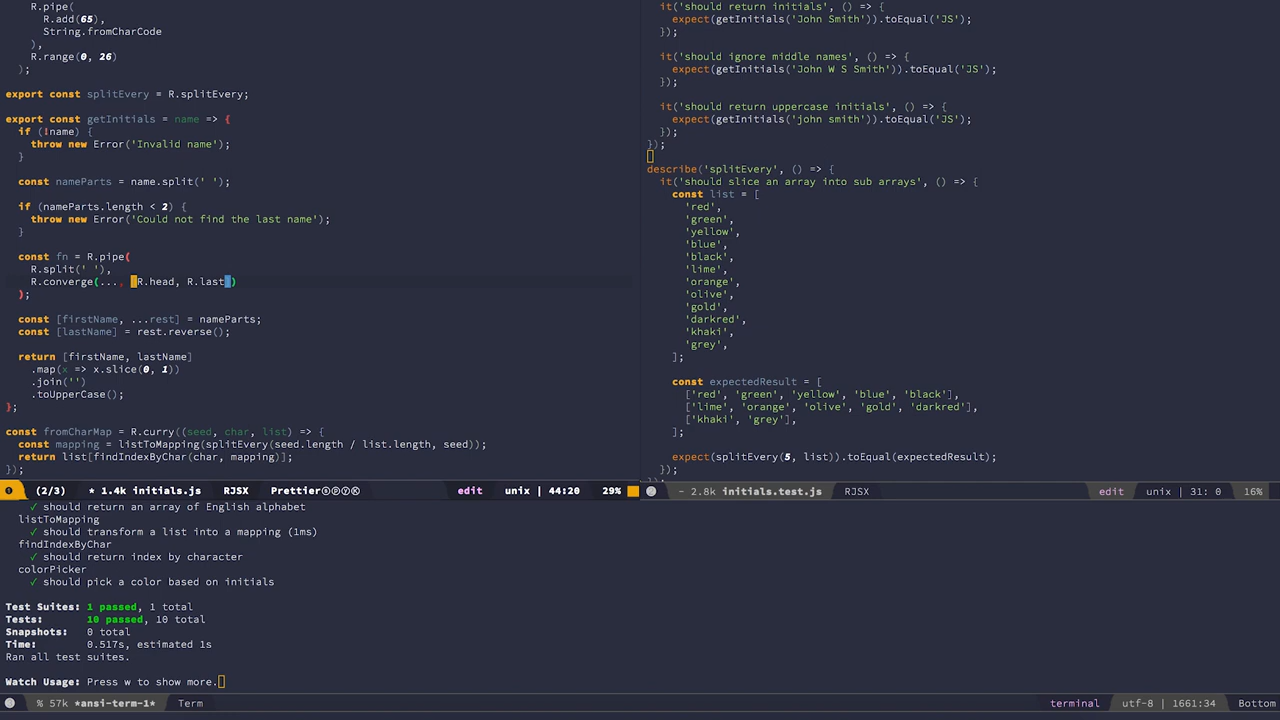 R.pipe(
R.add(65),
String.fromCharCode
),
R.range(0, 26)
);
export const splitEvery = R.splitEvery;
export const getInitials = name => {
if (!name) {
throw new Error('Invalid name');
}
const nameParts = name.split(' ');
if (nameParts.length < 2) {
throw new Error('Could not find the last name');
}
const fn = R.pipe(
R.split(' '),
R.converge(..., R.head, R.last )
);
const [firstName, ...rest] = nameParts;
const [lastName] = rest.reverse();
return [firstName, lastName]
.map(x => x.slice(0, 1))
.join('')
.toUpperCase();
};
const fromCharMap = R.curry((seed, char, list) => {
const mapping = listToMapping(splitEvery(seed.length / list.length, seed));
return list[findIndexByChar(char, mapping)];
});
(2/3) * 1.4k initials.js RJSX Prettier edit unix | 44:20 29%
it('should return initials', () => {
expect(getInitials('John Smith')).toEqual('JS');
});
it('should ignore middle names', () => {
expect(getInitials('John W S Smith')).toEqual('JS');
});
it('should return uppercase initials', () => {
expect(getInitials('john smith')).toEqual('JS');
});
});
describe('splitEvery', () => {
it('should slice an array into sub arrays', () => {
const list = [
'red',
'green',
'yellow',
'blue',
'black',
'lime',
'orange',
'olive',
'gold',
'darkred',
'khaki',
'grey',
];
const expectedResult = [
['red', 'green', 'yellow', 'blue', 'black'],
['lime', 'orange', 'olive', 'gold', 'darkred'],
['khaki', 'grey'],
];
expect(splitEvery(5, list)).toEqual(expectedResult);
});
- 2.8k initials.test.js RJSX edit unix | 31: 0 16%
✓ should return an array of English alphabet
listToMapping
✓ should transform a list into a mapping (1ms)
findIndexByChar
✓ should return index by character
colorPicker
✓ should pick a color based on initials
Test Suites: 1 passed, 1 total
Tests: 10 passed, 10 total
Snapshots: 0 total
Time: 0.517s, estimated 1s
Ran all test suites.
Watch Usage: Press w to show more.
% 57k *ansi-term-1* Term terminal utf-8 | 1661:34 Bottom